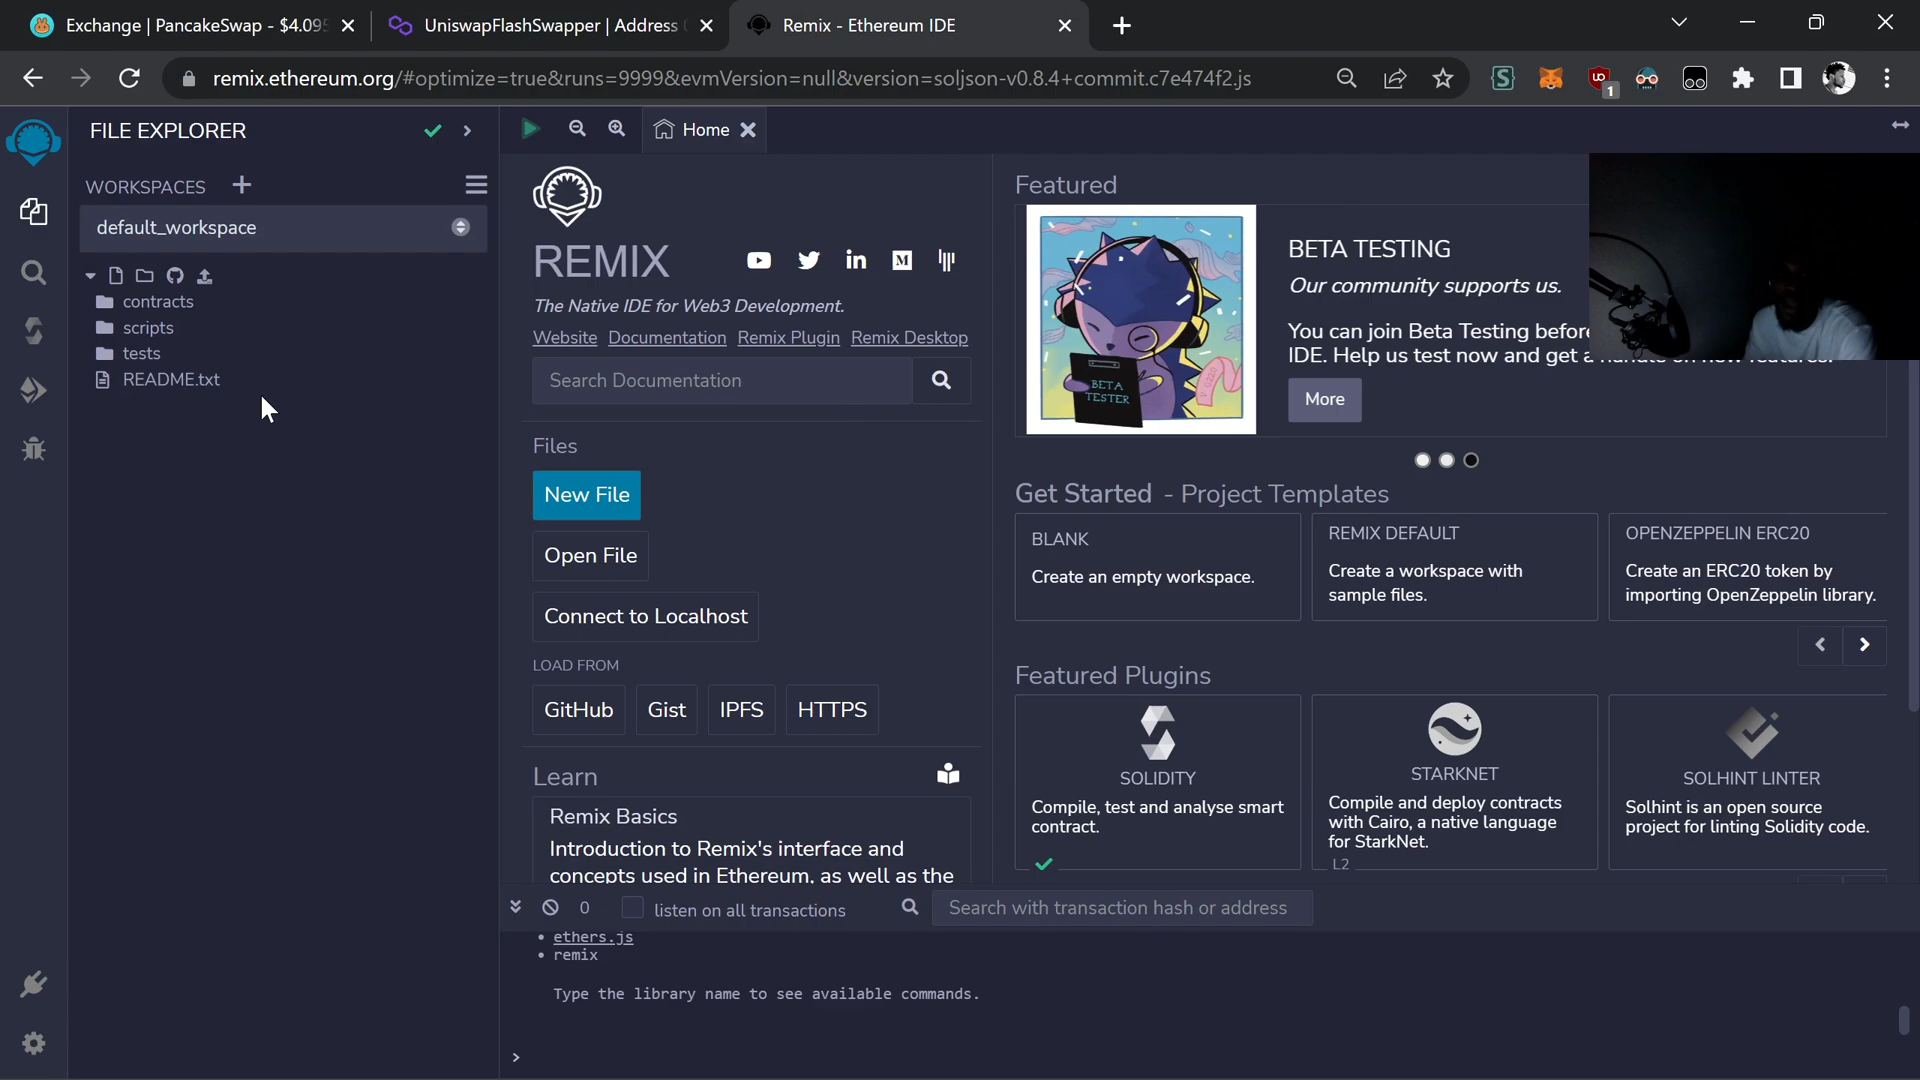 Exchange | PancakeSwap - $4.095
UniswapFlashSwapper | Address
Remix - Ethereum IDE
remix.ethereum.org/#optimize=true&runs=9999&evmVersion=null&version=soljson-v0.8.4+commit.c7e474f2.js
1
FILE EXPLORER
Home
WORKSPACES
default_workspace
contracts
scripts
tests
README.txt
REMIX
The Native IDE for Web3 Development.
Website Documentation Remix Plugin Remix Desktop
Search Documentation
Files
New File
Open File
Connect to Localhost
LOAD FROM
GitHub Gist IPFS HTTPS
Learn
Remix Basics
Introduction to Remix's interface and
concepts used in Ethereum, as well as the
Featured
BETA TESTER
BETA TESTING
Our community supports us.
You can join Beta Testing before
IDE. Help us test now and get a
More
Get Started - Project Templates
BLANK
Create an empty workspace.
REMIX DEFAULT
Create a workspace with
sample files.
OPENZEPPELIN ERC20
Create an ERC20 token by
importing OpenZeppelin library.
Featured Plugins
SOLIDITY
Compile, test and analyse smart
contract.
STARKNET
Compile and deploy contracts
with Cairo, a native language
for StarkNet.
L2
SOLHINT LINTER
Solhint is an open source
project for linting Solidity code.
0 listen on all transactions Search with transaction hash or address
• ethers.js
• remix
Type the library name to see available commands.
>